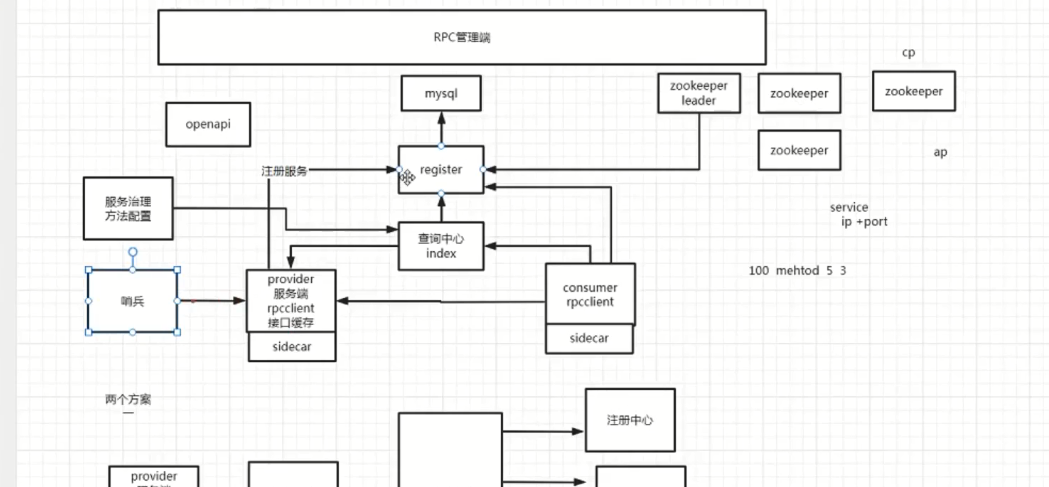 RPC管理端
cp
zookeeper
leader
zookeeper
zookeeper
mysql
openapi
zookeeper
ap
注册服务
register
服务治理
方法配置
service
ip +port
查询中心
index
100 mehtod 5 3
哨兵
provider
服务端
rpcclient
接口缓存
sidecar
consumer
rpcclient
sidecar
两个方案
一
注册中心
provider